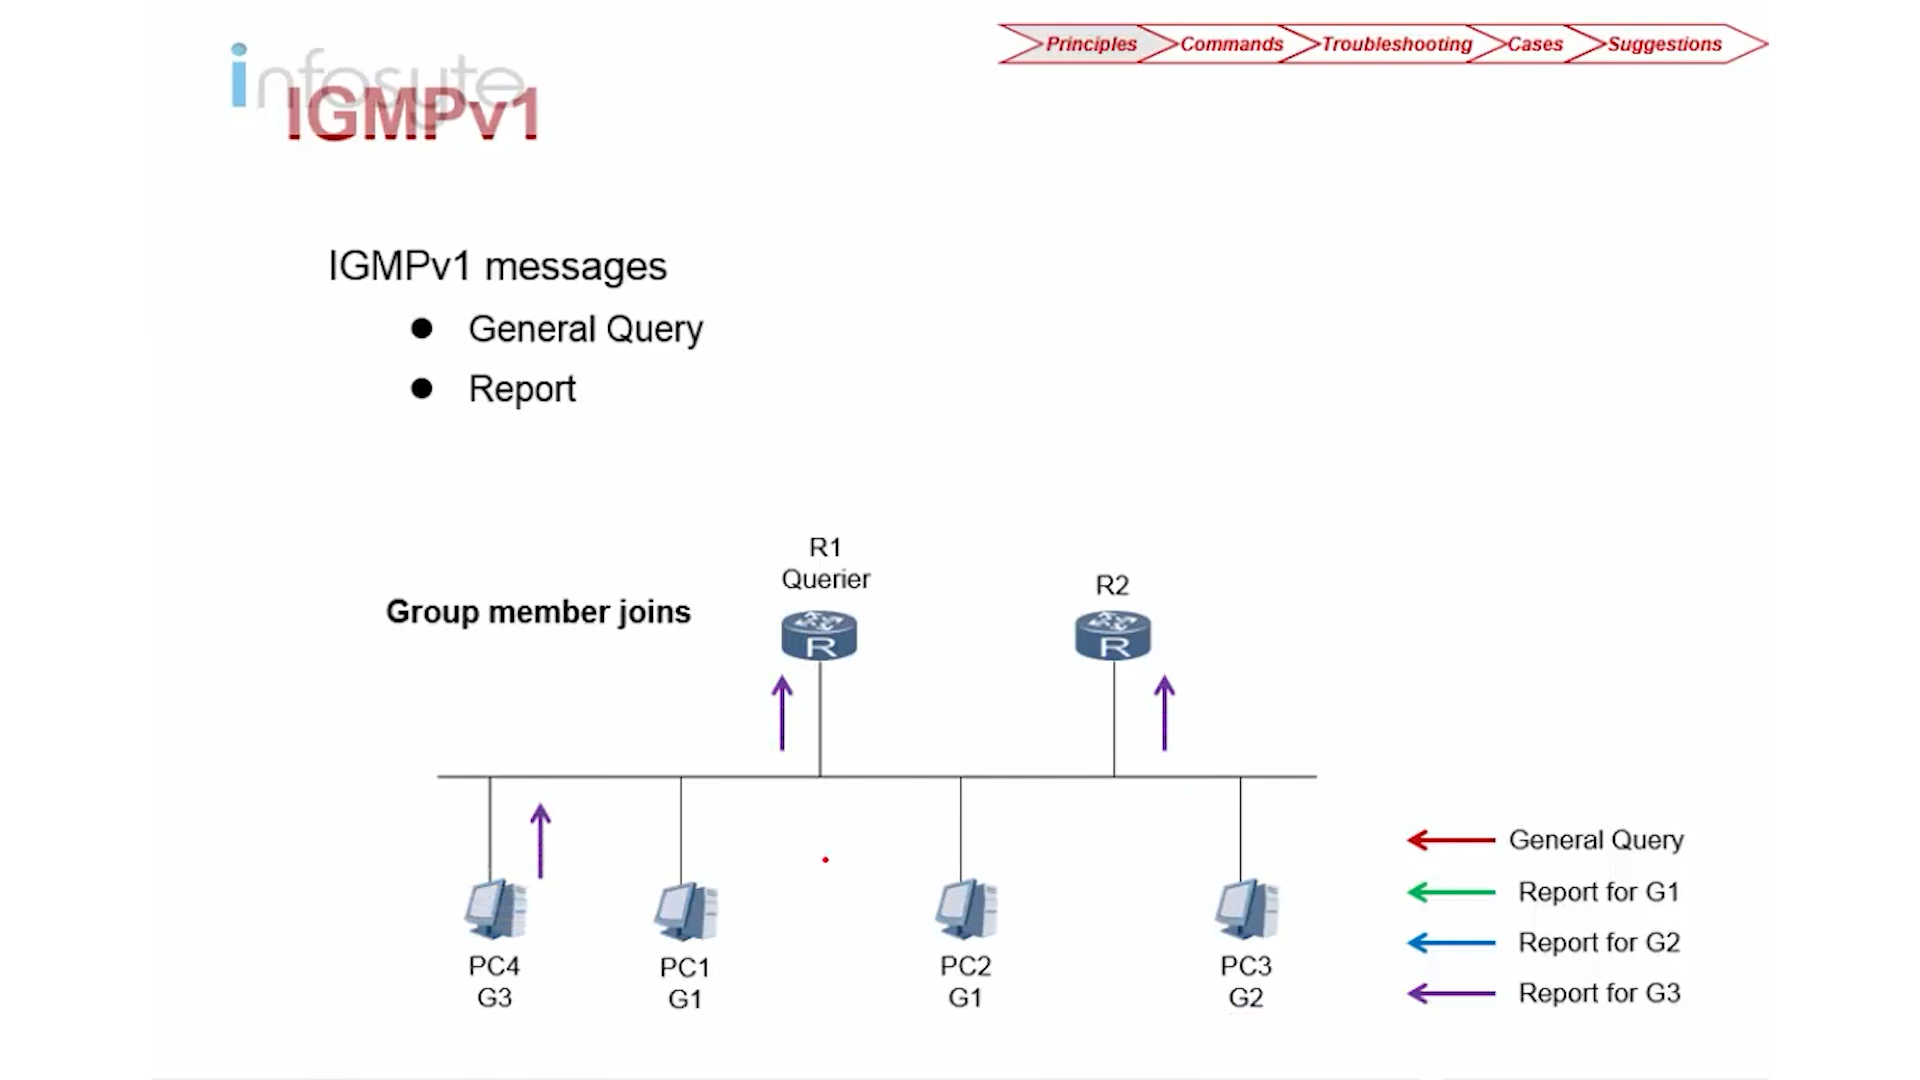 Principles Commands Troubleshooting Cases Suggestions
infosyte
IGMPv1
IGMPv1 messages
● General Query
● Report
R1
Querier
R2
Group member joins
R
R
General Query
Report for G1
Report for G2
Report for G3
PC4
G3
PC1
G1
PC2
G1
PC3
G2